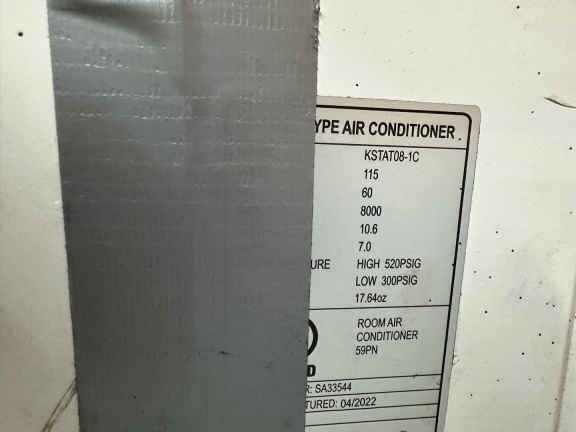 YPE AIR CONDITIONER
KSTAT08-1C
115
60
8000
10.6
7.0
URE HIGH 520PSIG
LOW 300PSIG
17.64oz
ROOM AIR
CONDITIONER
59PN
D
R: SA33544
TURED: 04/2022